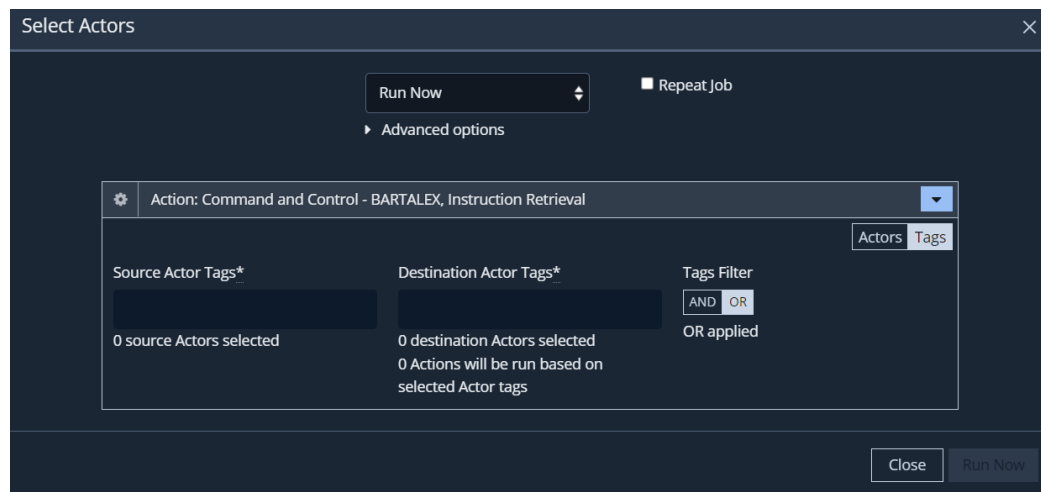 Select Actors
Run Now
Repeat Job
Advanced options
Action: Command and Control - BARTALEX, Instruction Retrieval
Actors Tags
Source Actor Tags*
Destination Actor Tags*
Tags Filter
AND OR
0 source Actors selected
0 destination Actors selected
OR applied
0 Actions will be run based on
selected Actor tags
Close
Run Now